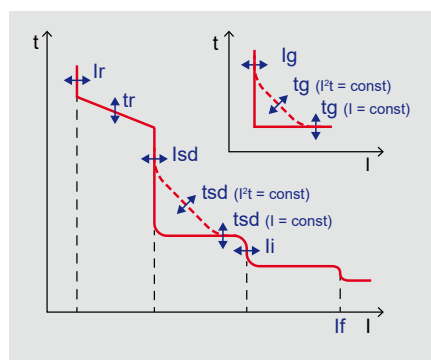 t
Ir
tr
Isd
tsd (I²t = const)
tsd (I = const)
Ii
If
I
t
Ig
tg (I²t = const)
tg (I = const)
I